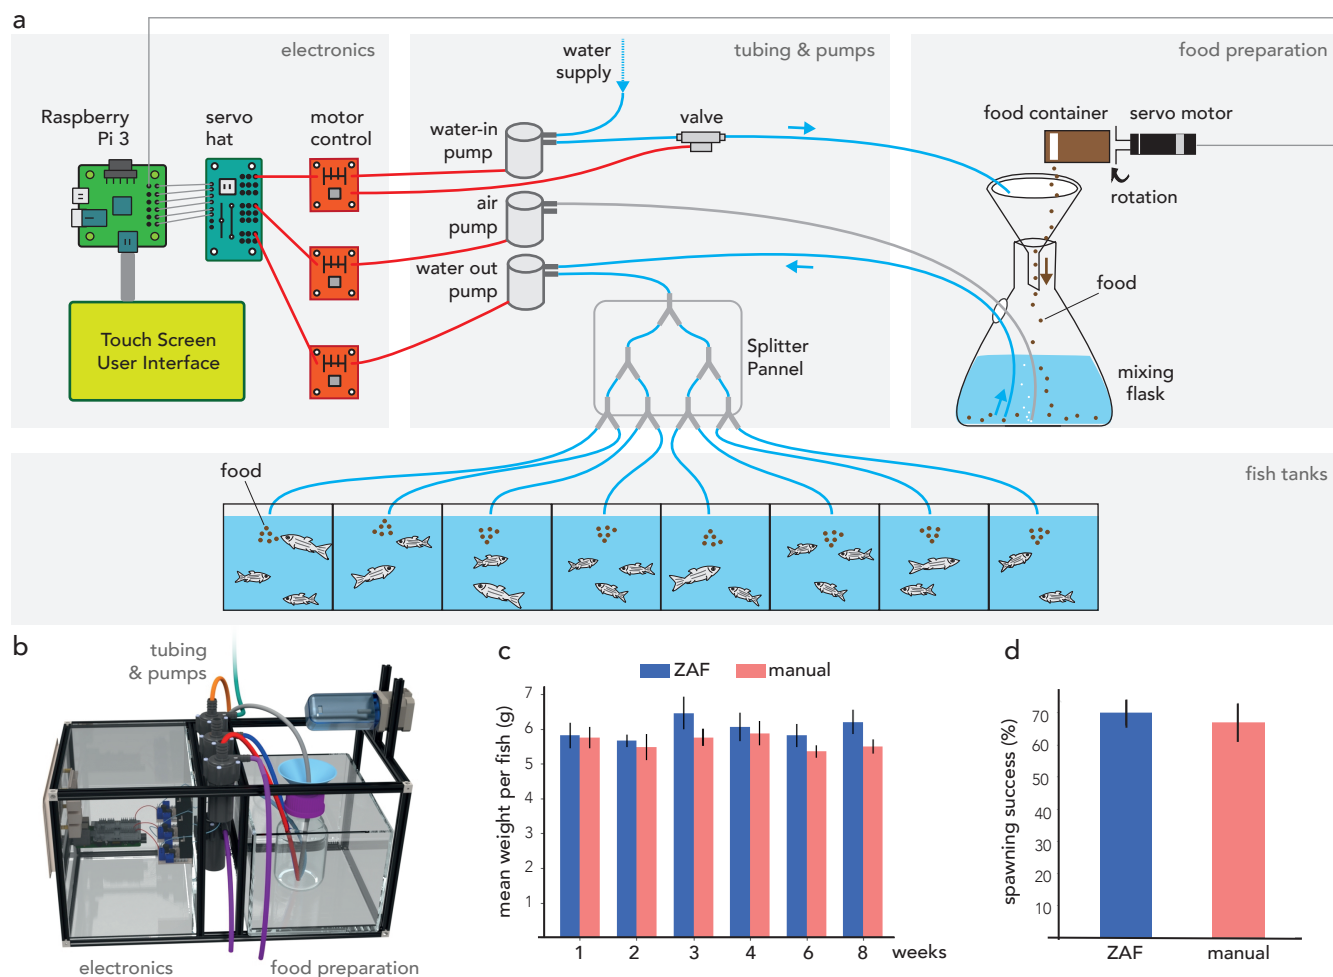 a
electronics
tubing & pumps
food preparation
Raspberry
Pi 3
servo
hat
motor
control
water
supply
water-in
pump
valve
air
pump
water out
pump
food container
servo motor
rotation
food
mixing
flask
Touch Screen
User Interface
Splitter
Pannel
fish tanks
food
b
tubing
& pumps
electronics
food preparation
c
ZAF
manual
mean weight per fish (g)
7
6
5
4
3
2
1
1
2
3
4
6
8
weeks
d
spawning success (%)
70
60
50
40
30
20
10
ZAF
manual